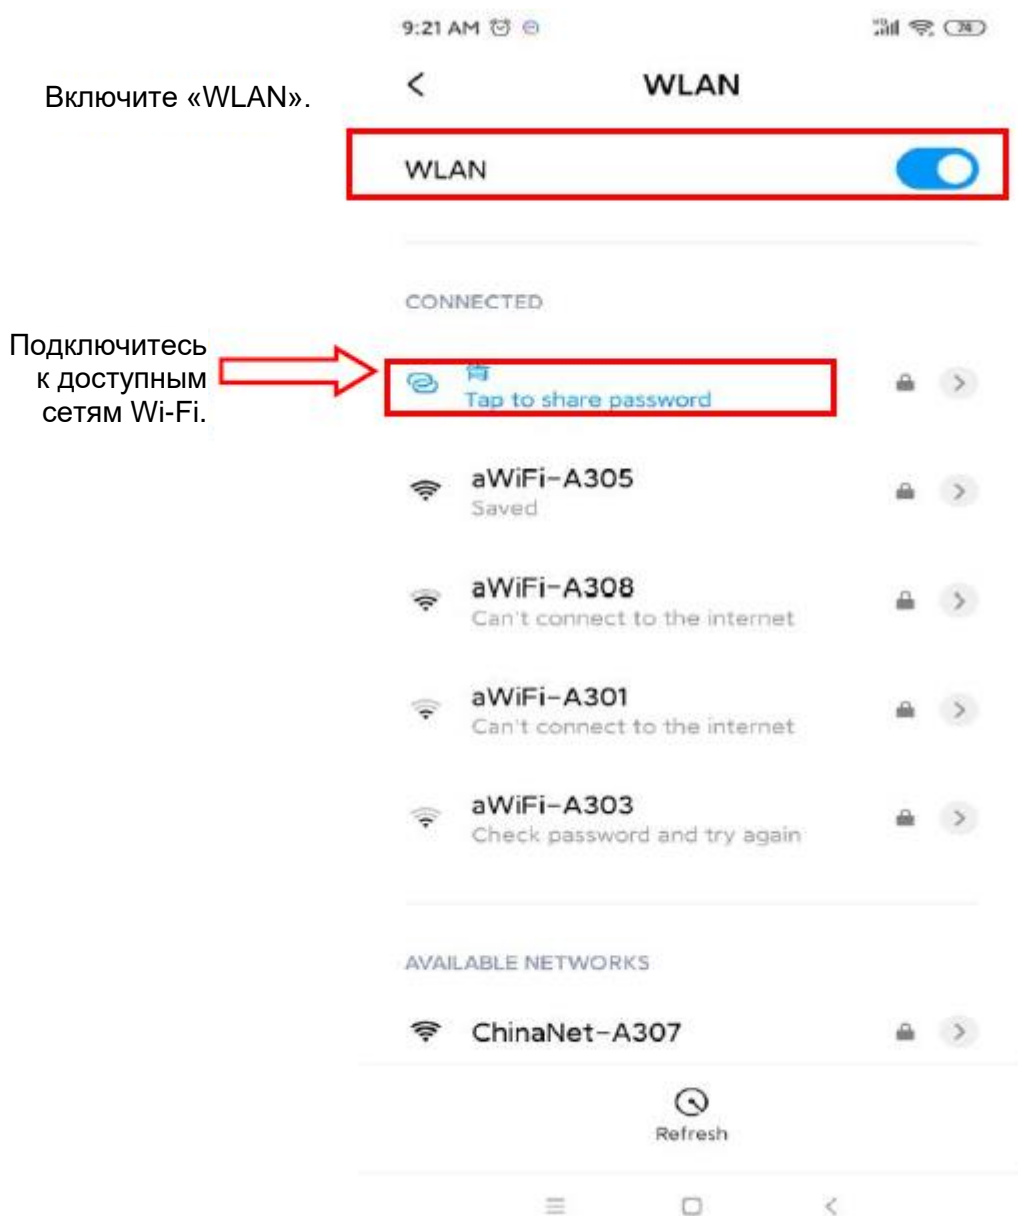 9:21 AM
74
Включите «WLAN».
WLAN
WLAN
CONNECTED
Подключитесь
к доступным
сетям Wi-Fi.
Tap to share password
aWiFi-A305
Saved
aWiFi-A308
Can't connect to the internet
aWiFi-A301
Can't connect to the internet
aWiFi-A303
Check password and try again
AVAILABLE NETWORKS
ChinaNet-A307
Refresh